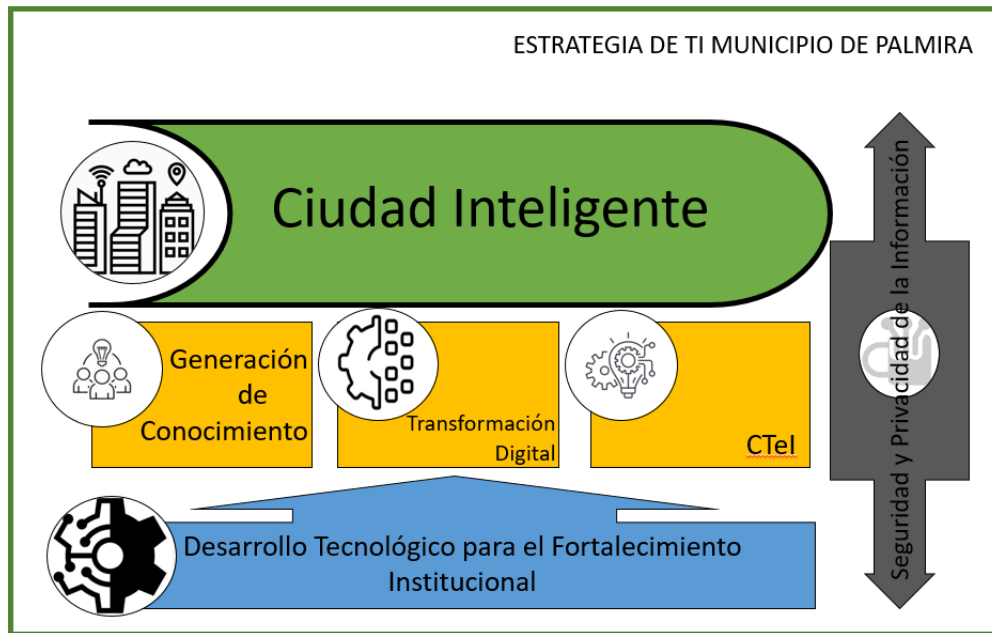 ESTRATEGIA DE TI MUNICIPIO DE PALMIRA
Ciudad Inteligente
Generación
de
Conocimiento
Transformación
Digital
CTeI
Desarrollo Tecnológico para el Fortalecimiento
Institucional
Seguridad y Privacidad de la Información